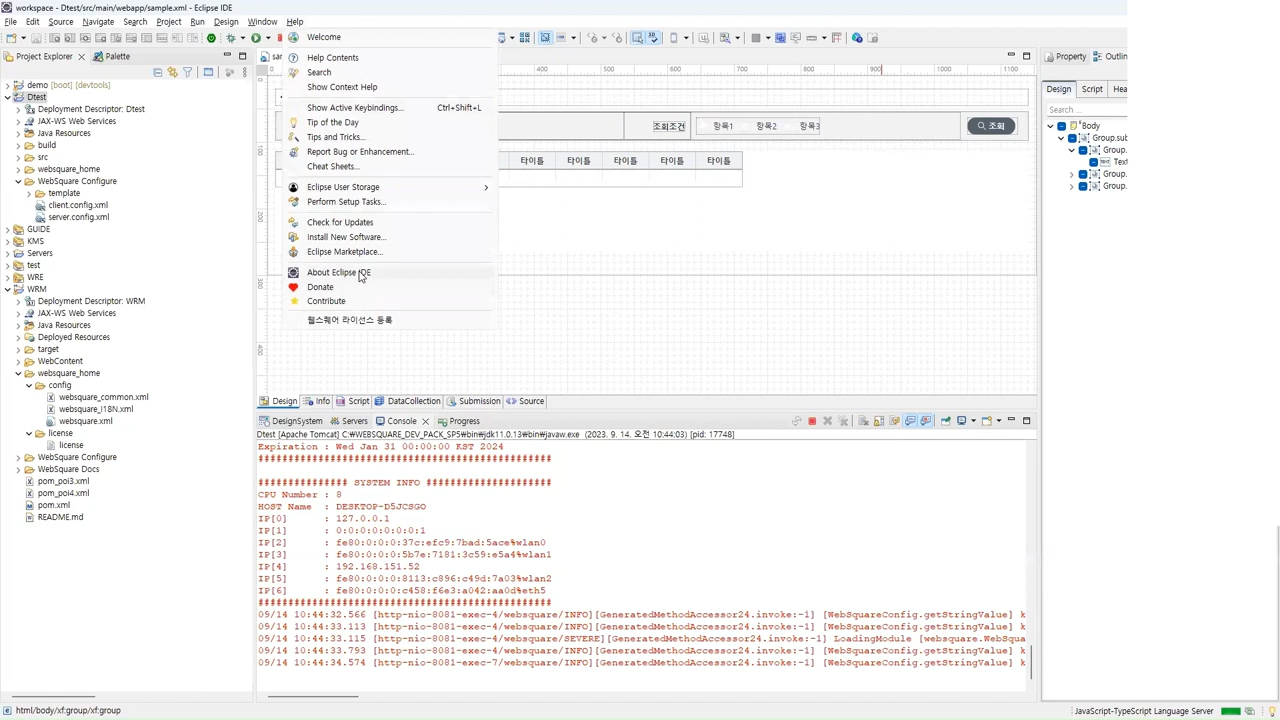 workspace - Dtest/src/main/webapp/sample.xml - Eclipse IDE
File Edit Source Navigate Search Project Run Design Window Help
Project Explorer Palette
demo [boot] [devtools]
Dtest
Deployment Descriptor: Dtest
JAX-WS Web Services
Java Resources
build
src
websquare_home
WebSquare Configure
template
client.config.xml
server.config.xml
GUIDE
KMS
Servers
test
WRE
WRM
Deployment Descriptor: WRM
JAX-WS Web Services
Java Resources
Deployed Resources
target
WebContent
websquare_home
config
websquare_common.xml
websquare_I18N.xml
websquare.xml
license
license
WebSquare Configure
WebSquare Docs
pom_poi3.xml
pom_poi4.xml
pom.xml
README.md
Welcome
Help Contents
Search
Show Context Help
Show Active Keybindings... Ctrl+Shift+L
Tip of the Day
Tips and Tricks...
Report Bug or Enhancement...
Cheat Sheets...
Eclipse User Storage
Perform Setup Tasks...
Check for Updates
Install New Software...
Eclipse Marketplace...
About Eclipse IDE
Donate
Contribute
웹스퀘어 라이선스 등록
0 400 500 600 700 800 900 1000 1100
0
100
200
300
400
조회조건 항목1 항목2 항목3 조회
타이틀 타이틀 타이틀 타이틀 타이틀
Design Info Script DataCollection Submission Source
DesignSystem Servers Console Progress
Dtest [Apache Tomcat] C:₩WEBSQUARE_DEV_PACK_SP5₩bin₩jdk11.0.13₩bin₩javaw.exe (2023. 9. 14. 오전 10:44:03) [pid: 17748]
Expiration : Wed Jan 31 00:00:00 KST 2024
##################################################
############### SYSTEM INFO #####################
CPU Number : 8
HOST Name : DESKTOP-D5JCSGO
IP[0] : 127.0.0.1
IP[1] : 0:0:0:0:0:0:0:1
IP[2] : fe80:0:0:0:37c:efc9:7bad:5ace%wlan0
IP[3] : fe80:0:0:0:5b7e:7181:3c59:e5a4%wlan1
IP[4] : 192.168.151.52
IP[5] : fe80:0:0:0:8113:c896:c49d:7a03%wlan2
IP[6] : fe80:0:0:0:c458:f6e3:a042:aa0d%eth5
##################################################
09/14 10:44:32.566 [http-nio-8081-exec-4/websquare/INFO][GeneratedMethodAccessor24.invoke:-1] [WebSquareConfig.getStringValue] k
09/14 10:44:33.113 [http-nio-8081-exec-4/websquare/INFO][GeneratedMethodAccessor24.invoke:-1] [WebSquareConfig.getStringValue] k
09/14 10:44:33.115 [http-nio-8081-exec-4/websquare/SEVERE][GeneratedMethodAccessor24.invoke:-1] LoadingModule [websquare.WebSqua
09/14 10:44:33.793 [http-nio-8081-exec-4/websquare/INFO][GeneratedMethodAccessor24.invoke:-1] [WebSquareConfig.getStringValue] k
09/14 10:44:34.574 [http-nio-8081-exec-7/websquare/INFO][GeneratedMethodAccessor24.invoke:-1] [WebSquareConfig.getStringValue] k
Property Outlin
Design Script Hea
Search ...
Body
Group.sub
Group.
Text
Group.
Group.
html/body/xf:group/xf:group
JavaScript-TypeScript Language Server